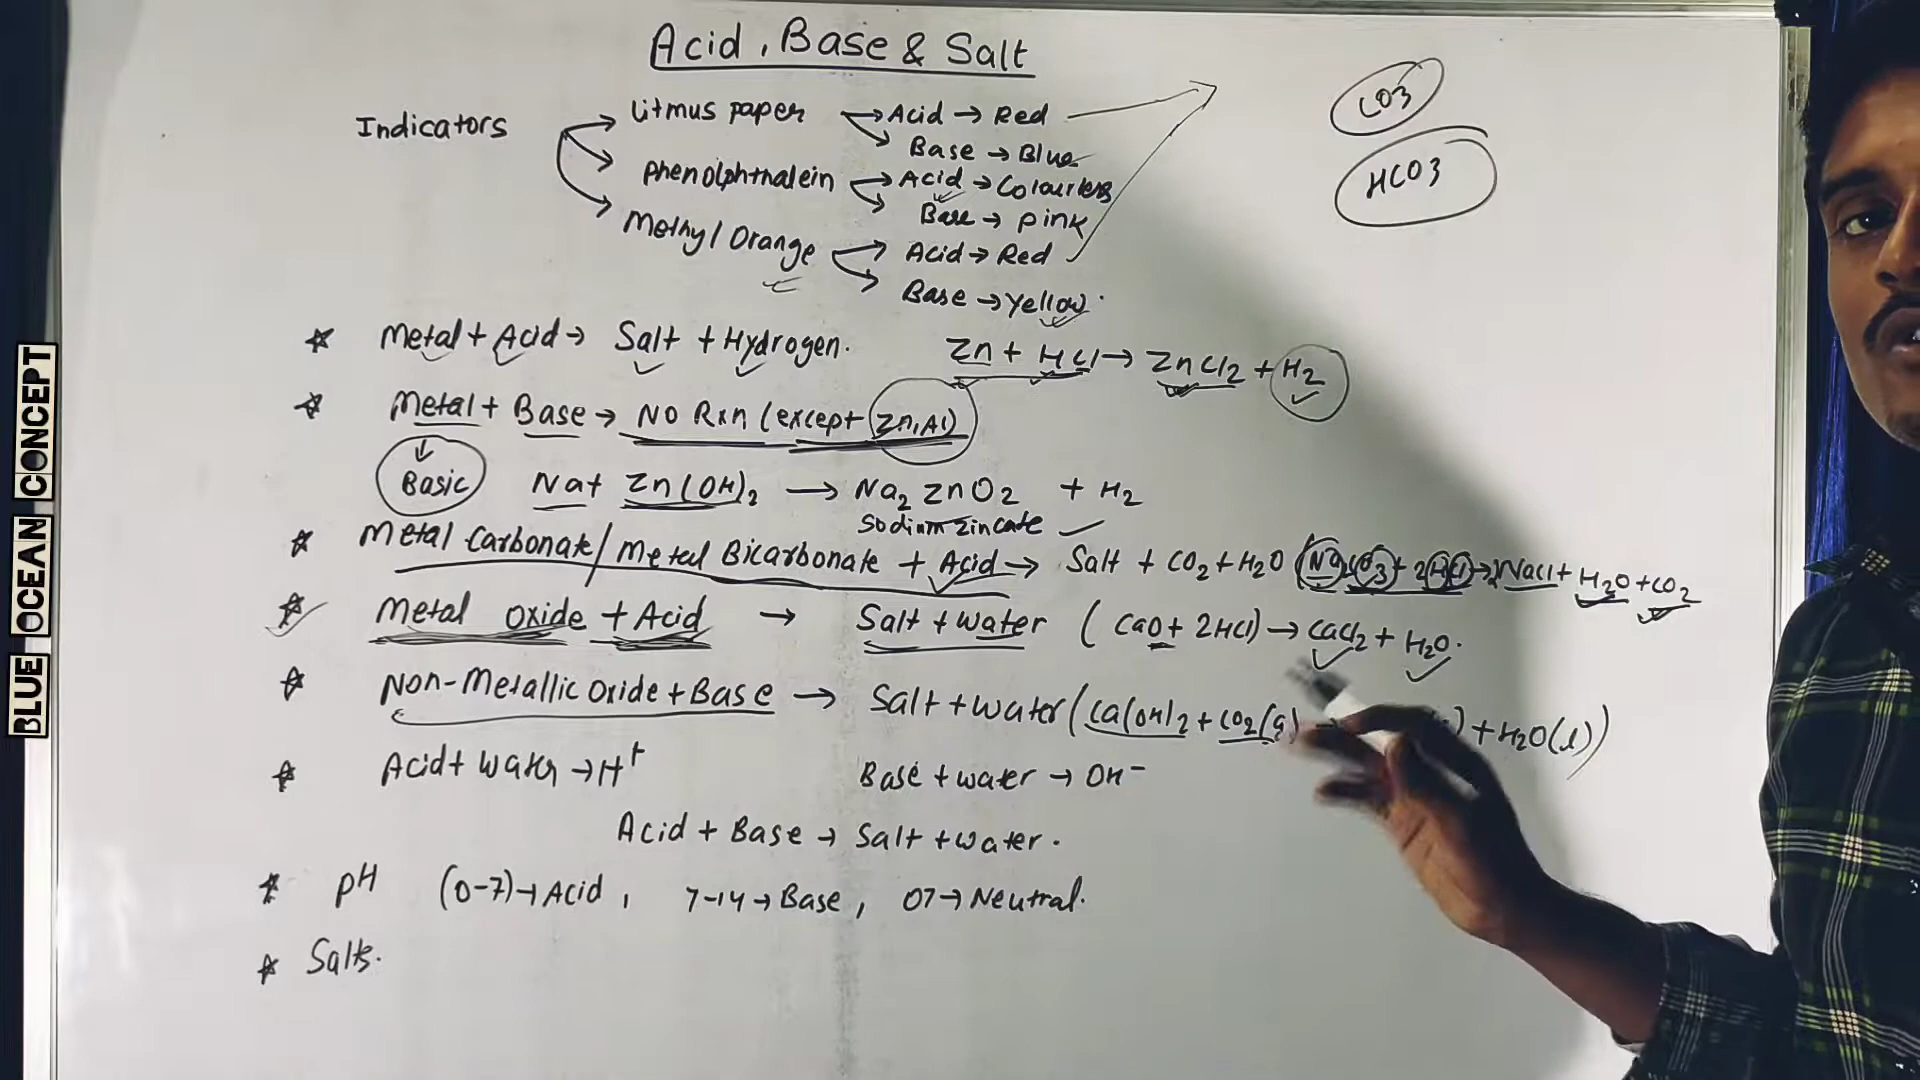 Acid, Base & Salt
Indicators
Litmus paper → Acid → Red
Base → Blue
Phenolphthalein → Acid → Colourless
Base → pink
Methyl Orange → Acid → Red
Base → Yellow.
CO3
HCO3
Metal + Acid → Salt + Hydrogen. Zn + HCl → ZnCl2 + H2
Metal + Base → NO Rxn (except Zn, Al)
Basic Na + Zn(OH)2 → Na2ZnO2 + H2
Sodium Zincate
Metal Carbonate / Metal Bicarbonate + Acid → Salt + CO2 + H2O (Na2CO3 + 2HCl → 2NaCl + H2O + CO2
Metal Oxide + Acid → Salt + Water (CaO + 2HCl) → CaCl2 + H2O.
Non-Metallic Oxide + Base → Salt + Water (Ca(OH)2 + CO2(g) + H2O(l))
Acid + Water → H+ Base + water → OH-
Acid + Base → Salt + Water.
PH (0-7) → Acid, 7-14 → Base, 07 → Neutral.
Salts.
BLUE OCEAN CONCEPT